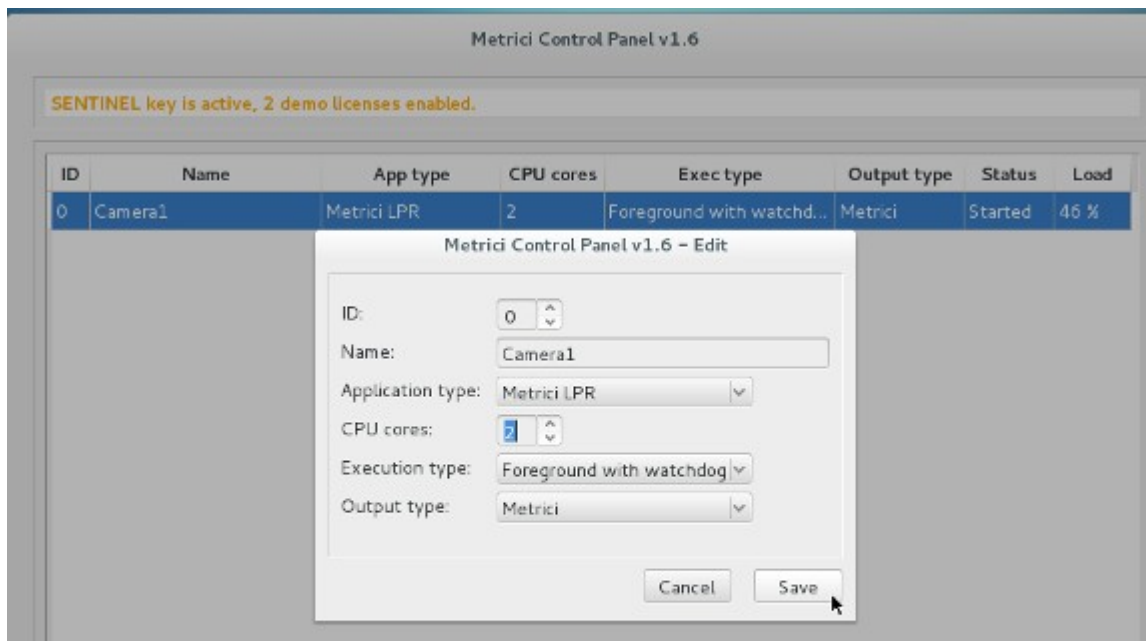 Metrici Control Panel v1.6
SENTINEL key is active, 2 demo licenses enabled.
ID Name App type CPU cores Exec type Output type Status Load
0 Camera1 Metrici LPR 2 Foreground with watchd... Metrici Started 46 %
Metrici Control Panel v1.6 – Edit
ID: 0
Name: Camera1
Application type: Metrici LPR
CPU cores: 2
Execution type: Foreground with watchdog
Output type: Metrici
Cancel Save